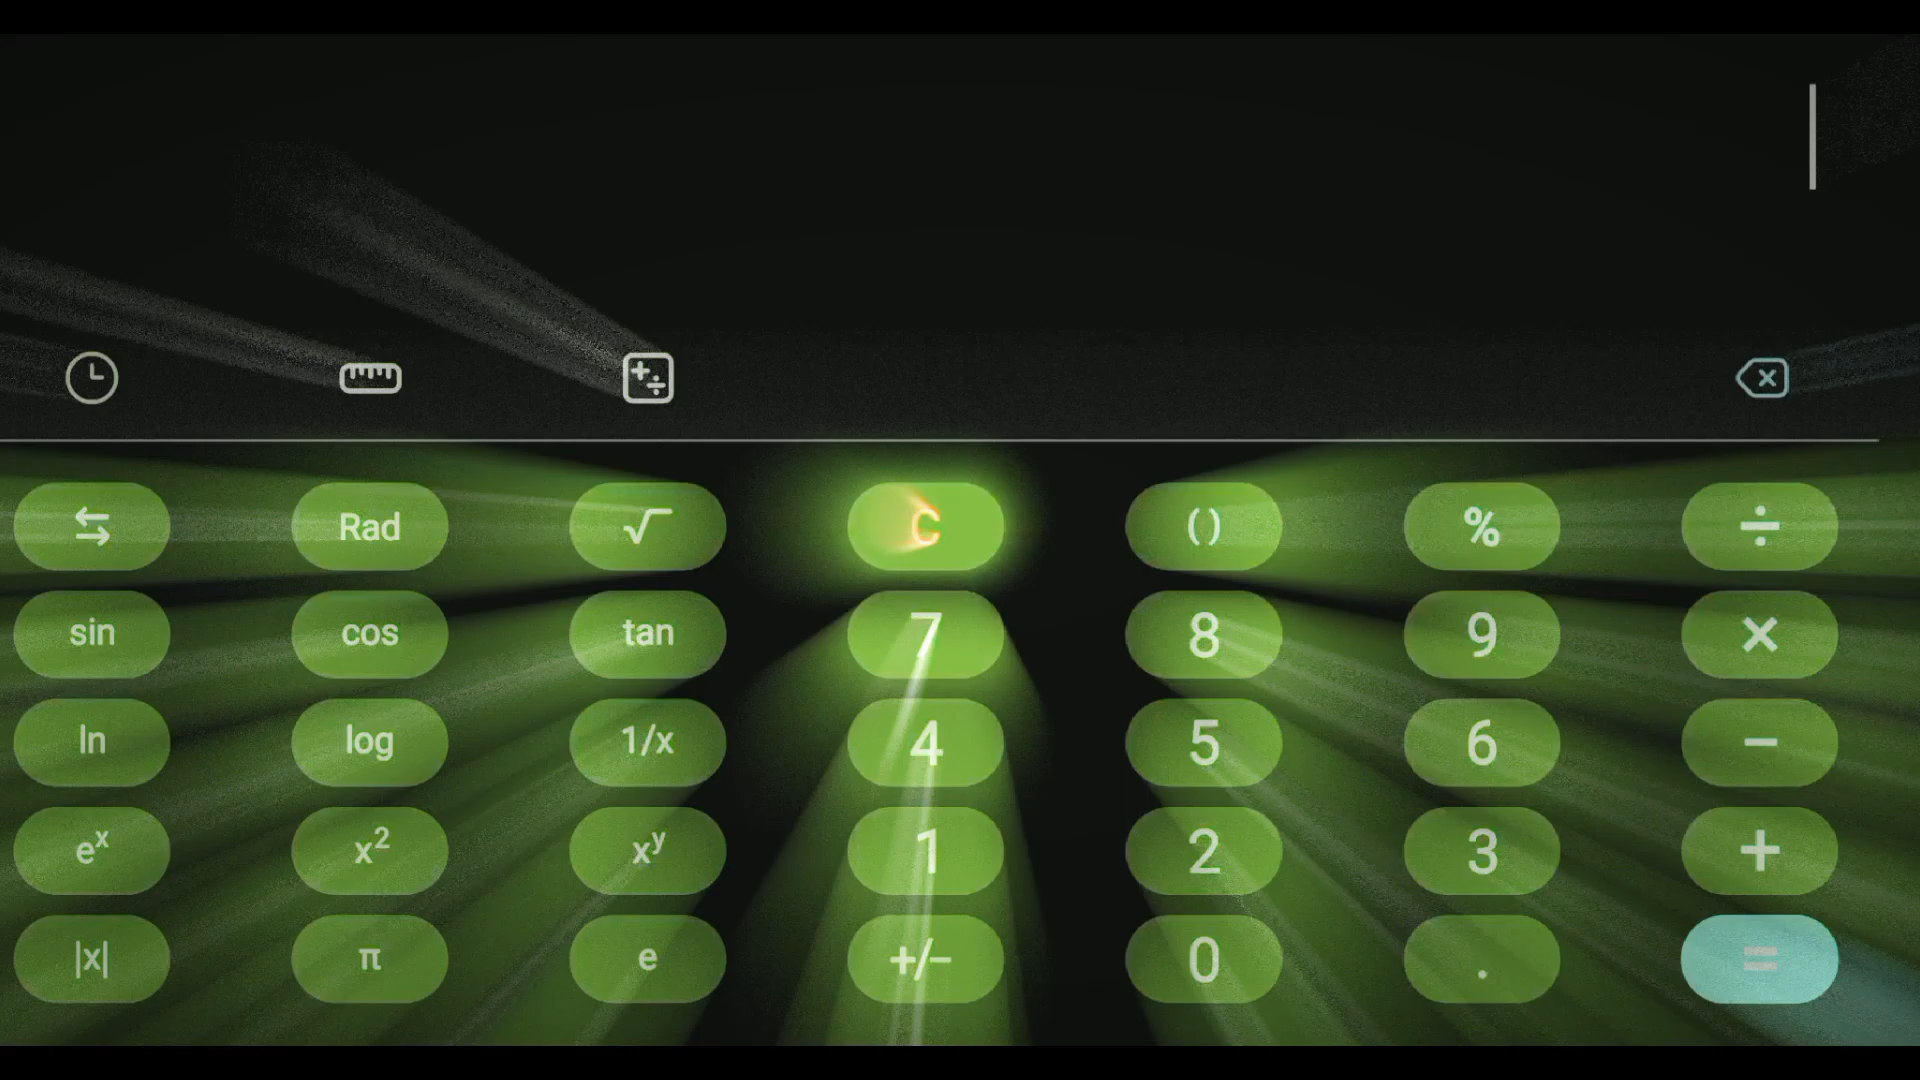 ⇆ Rad √ C () % ÷
sin cos tan 7 8 9 ×
ln log 1/x 4 5 6 −
eˣ x² xʸ 1 2 3 +
|x| π e +/− 0 . =